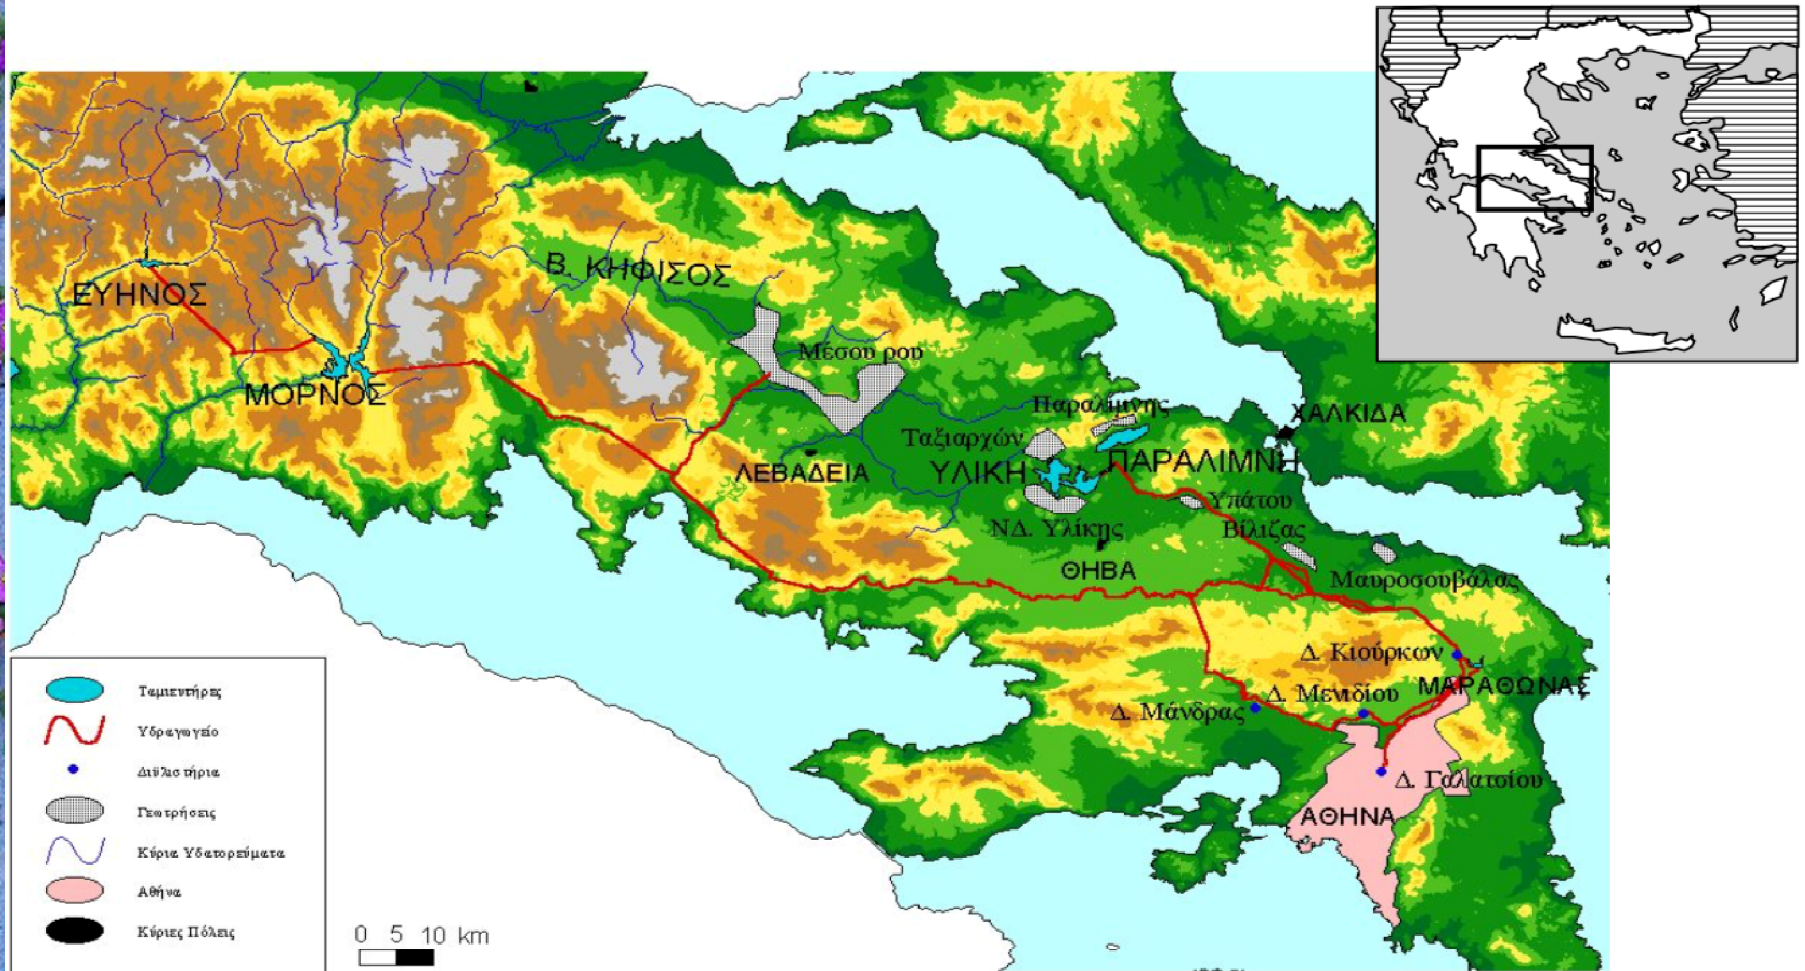 Β. ΚΗΦΙΣΟΣ
ΕΥΗΝΟΣ
Μέσου ρου
ΜΟΡΝΟΣ
Παραλίμνης
ΧΑΛΚΙΔΑ
Ταξιαρχών
ΛΕΒΑΔΕΙΑ
ΥΛΙΚΗ
ΠΑΡΑΛΙΜΝΗ
Υπάτου
ΝΔ. Υλίκης
Βίλιζας
ΘΗΒΑ
Μαυροσουβάλας
Δ. Κιούρκων
Δ. Μενιδίου
ΜΑΡΑΘΩΝΑΣ
Δ. Μάνδρας
Δ. Γαλατσίου
ΑΘΗΝΑ
Ταμιευτήρες
Υδραγωγείο
Διϋλιστήρια
Γεωτρήσεις
Κύρια Υδατορεύματα
Αθήνα
Κύριες Πόλεις
0 5 10 km